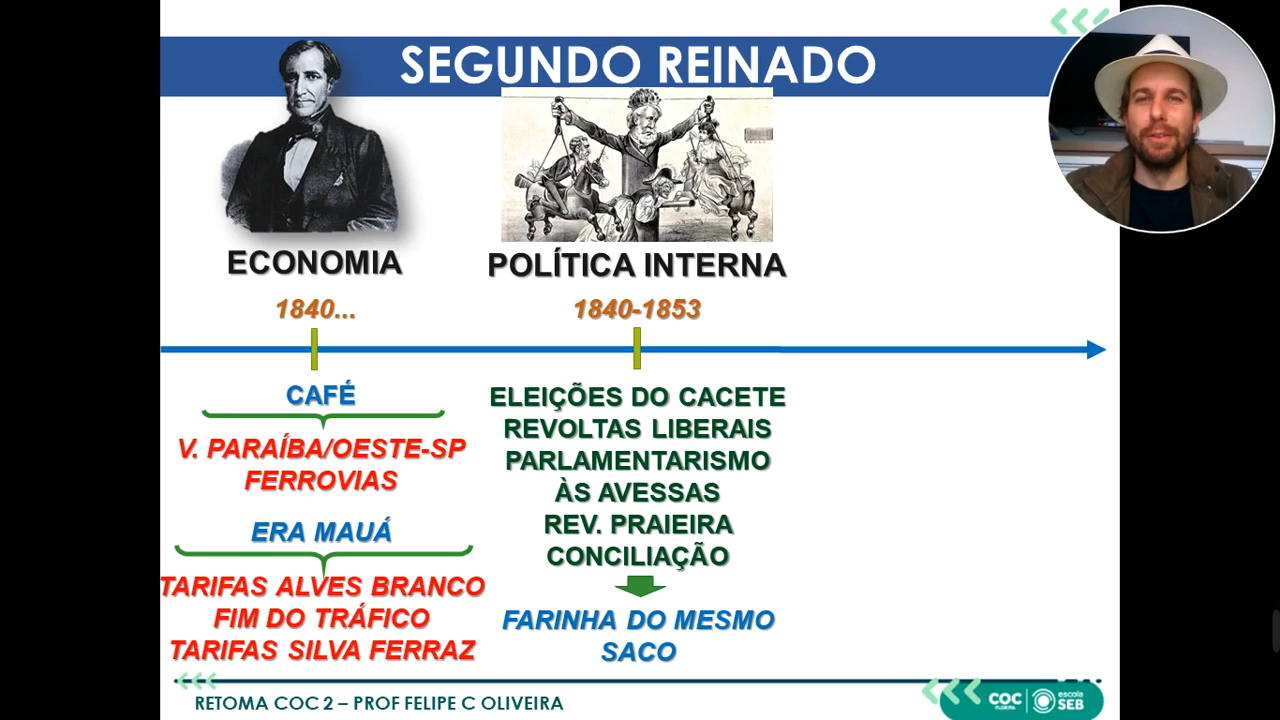 SEGUNDO REINADO
ECONOMIA
1840...
CAFÉ
V. PARAÍBA/OESTE-SP
FERROVIAS
ERA MAUÁ
TARIFAS ALVES BRANCO
FIM DO TRÁFICO
TARIFAS SILVA FERRAZ
POLÍTICA INTERNA
1840-1853
ELEIÇÕES DO CACETE
REVOLTAS LIBERAIS
PARLAMENTARISMO
ÀS AVESSAS
REV. PRAIEIRA
CONCILIAÇÃO
FARINHA DO MESMO
SACO
RETOMA COC 2 – PROF FELIPE C OLIVEIRA
COC
FLORIPA
escola
SEB